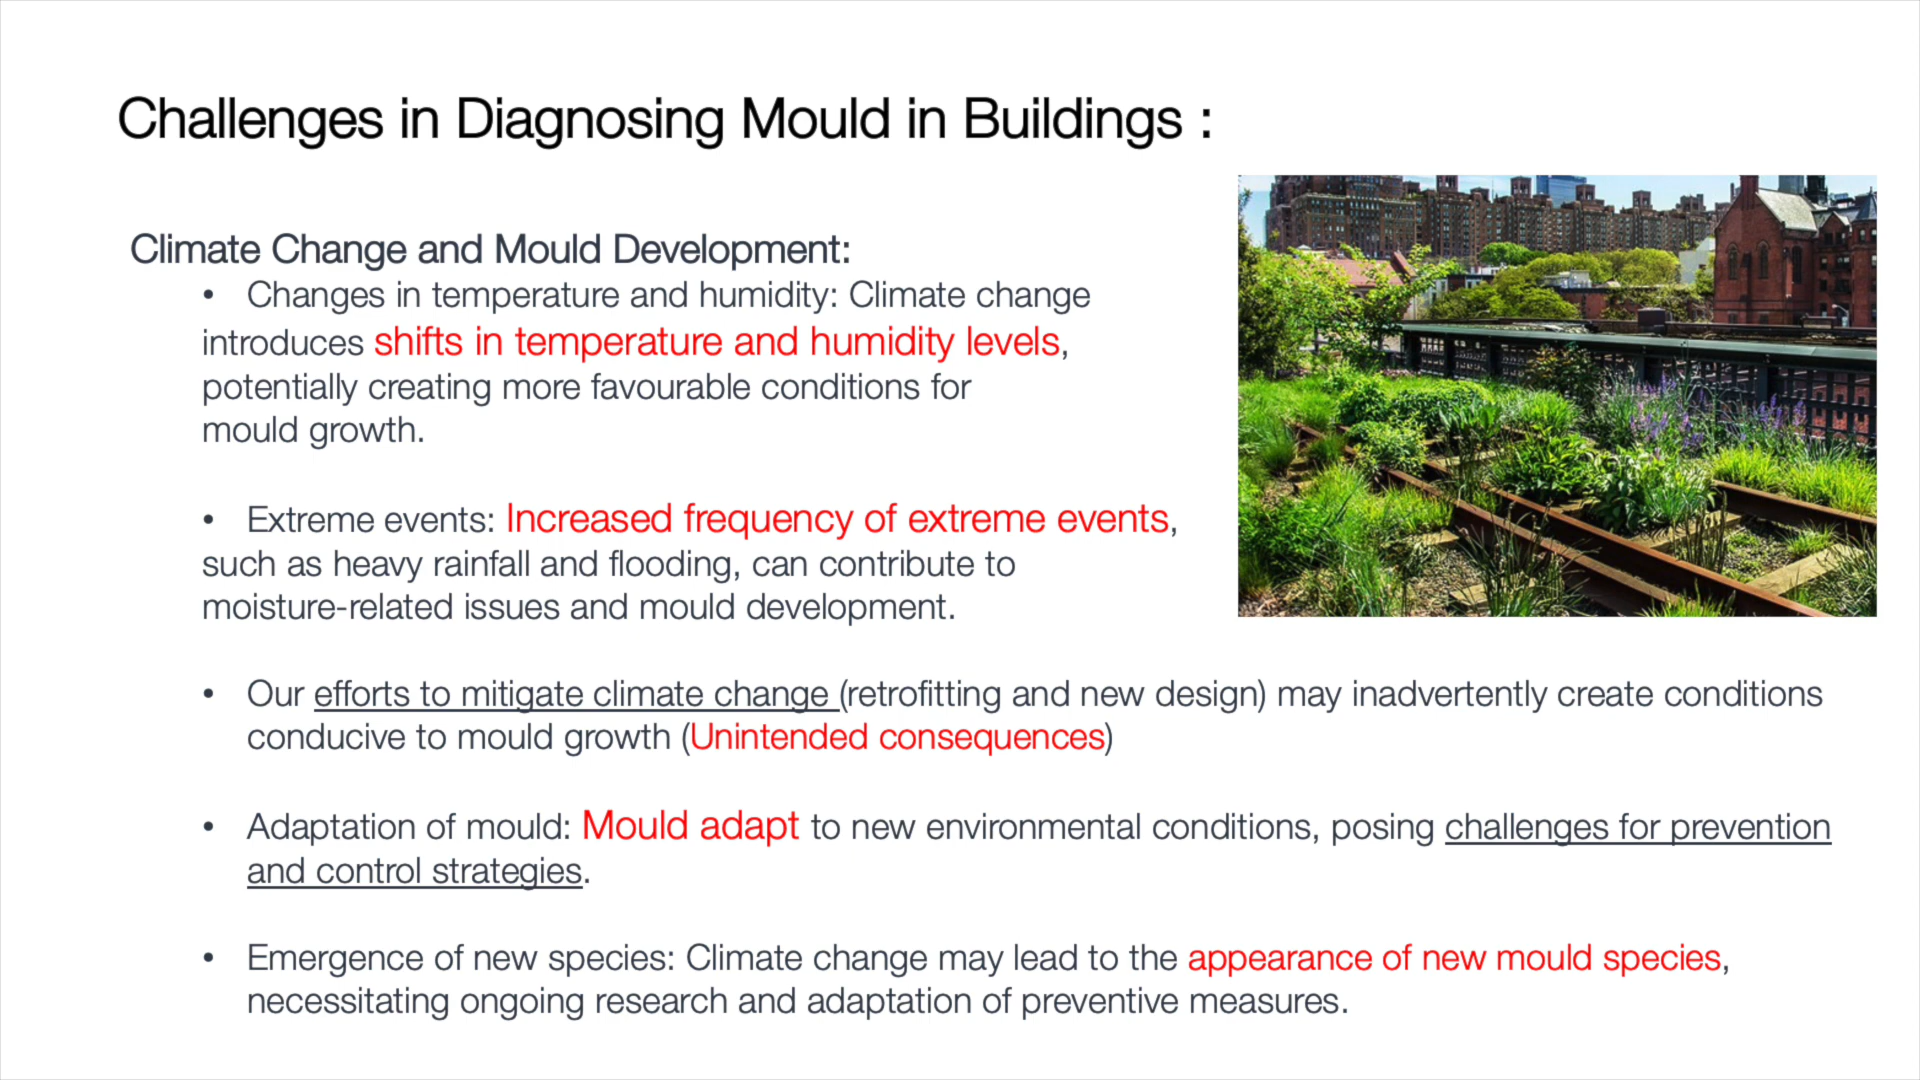 Challenges in Diagnosing Mould in Buildings :
Climate Change and Mould Development:
• Changes in temperature and humidity: Climate change
introduces shifts in temperature and humidity levels,
potentially creating more favourable conditions for
mould growth.
• Extreme events: Increased frequency of extreme events,
such as heavy rainfall and flooding, can contribute to
moisture-related issues and mould development.
• Our efforts to mitigate climate change (retrofitting and new design) may inadvertently create conditions
conducive to mould growth (Unintended consequences)
• Adaptation of mould: Mould adapt to new environmental conditions, posing challenges for prevention
and control strategies.
• Emergence of new species: Climate change may lead to the appearance of new mould species,
necessitating ongoing research and adaptation of preventive measures.